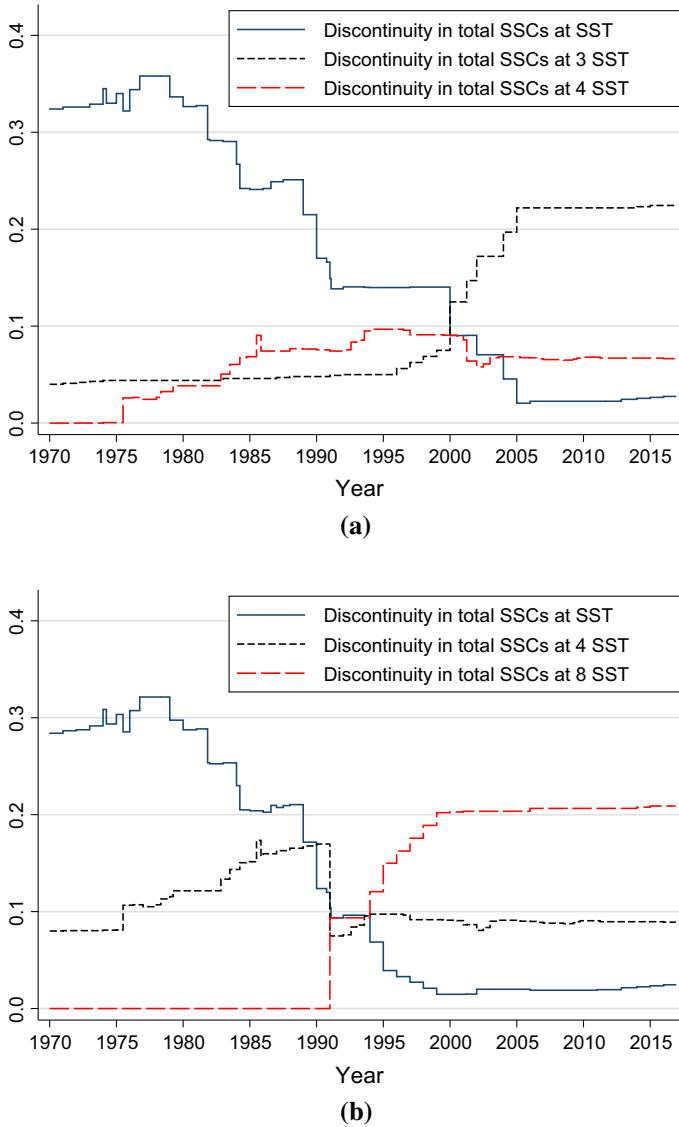 0.4
0.3
0.2
0.1
0.0
Discontinuity in total SSCs at SST
Discontinuity in total SSCs at 3 SST
Discontinuity in total SSCs at 4 SST
1970 1975 1980 1985 1990 1995 2000 2005 2010 2015
Year
(a)
0.4
0.3
0.2
0.1
0.0
Discontinuity in total SSCs at SST
Discontinuity in total SSCs at 4 SST
Discontinuity in total SSCs at 8 SST
1970 1975 1980 1985 1990 1995 2000 2005 2010 2015
Year
(b)